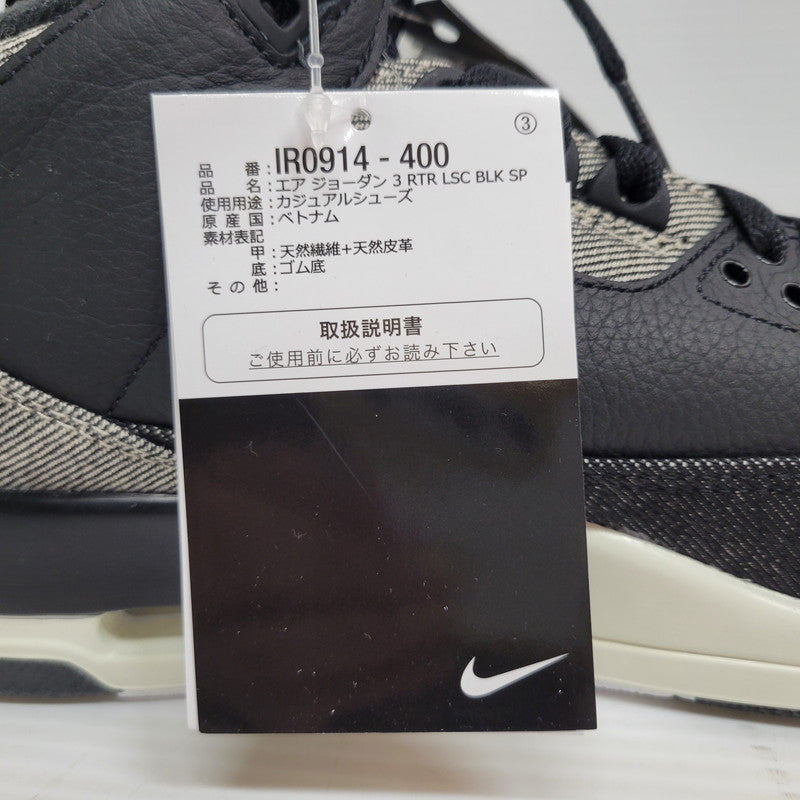 ③
品番:IR0914 - 400
品名:エア ジョーダン 3 RTR LSC BLK SP
使用用途:カジュアルシューズ
原産国:ベトナム
素材表記
甲:天然繊維+天然皮革
底:ゴム底
その他:
取扱説明書
ご使用前に必ずお読み下さい